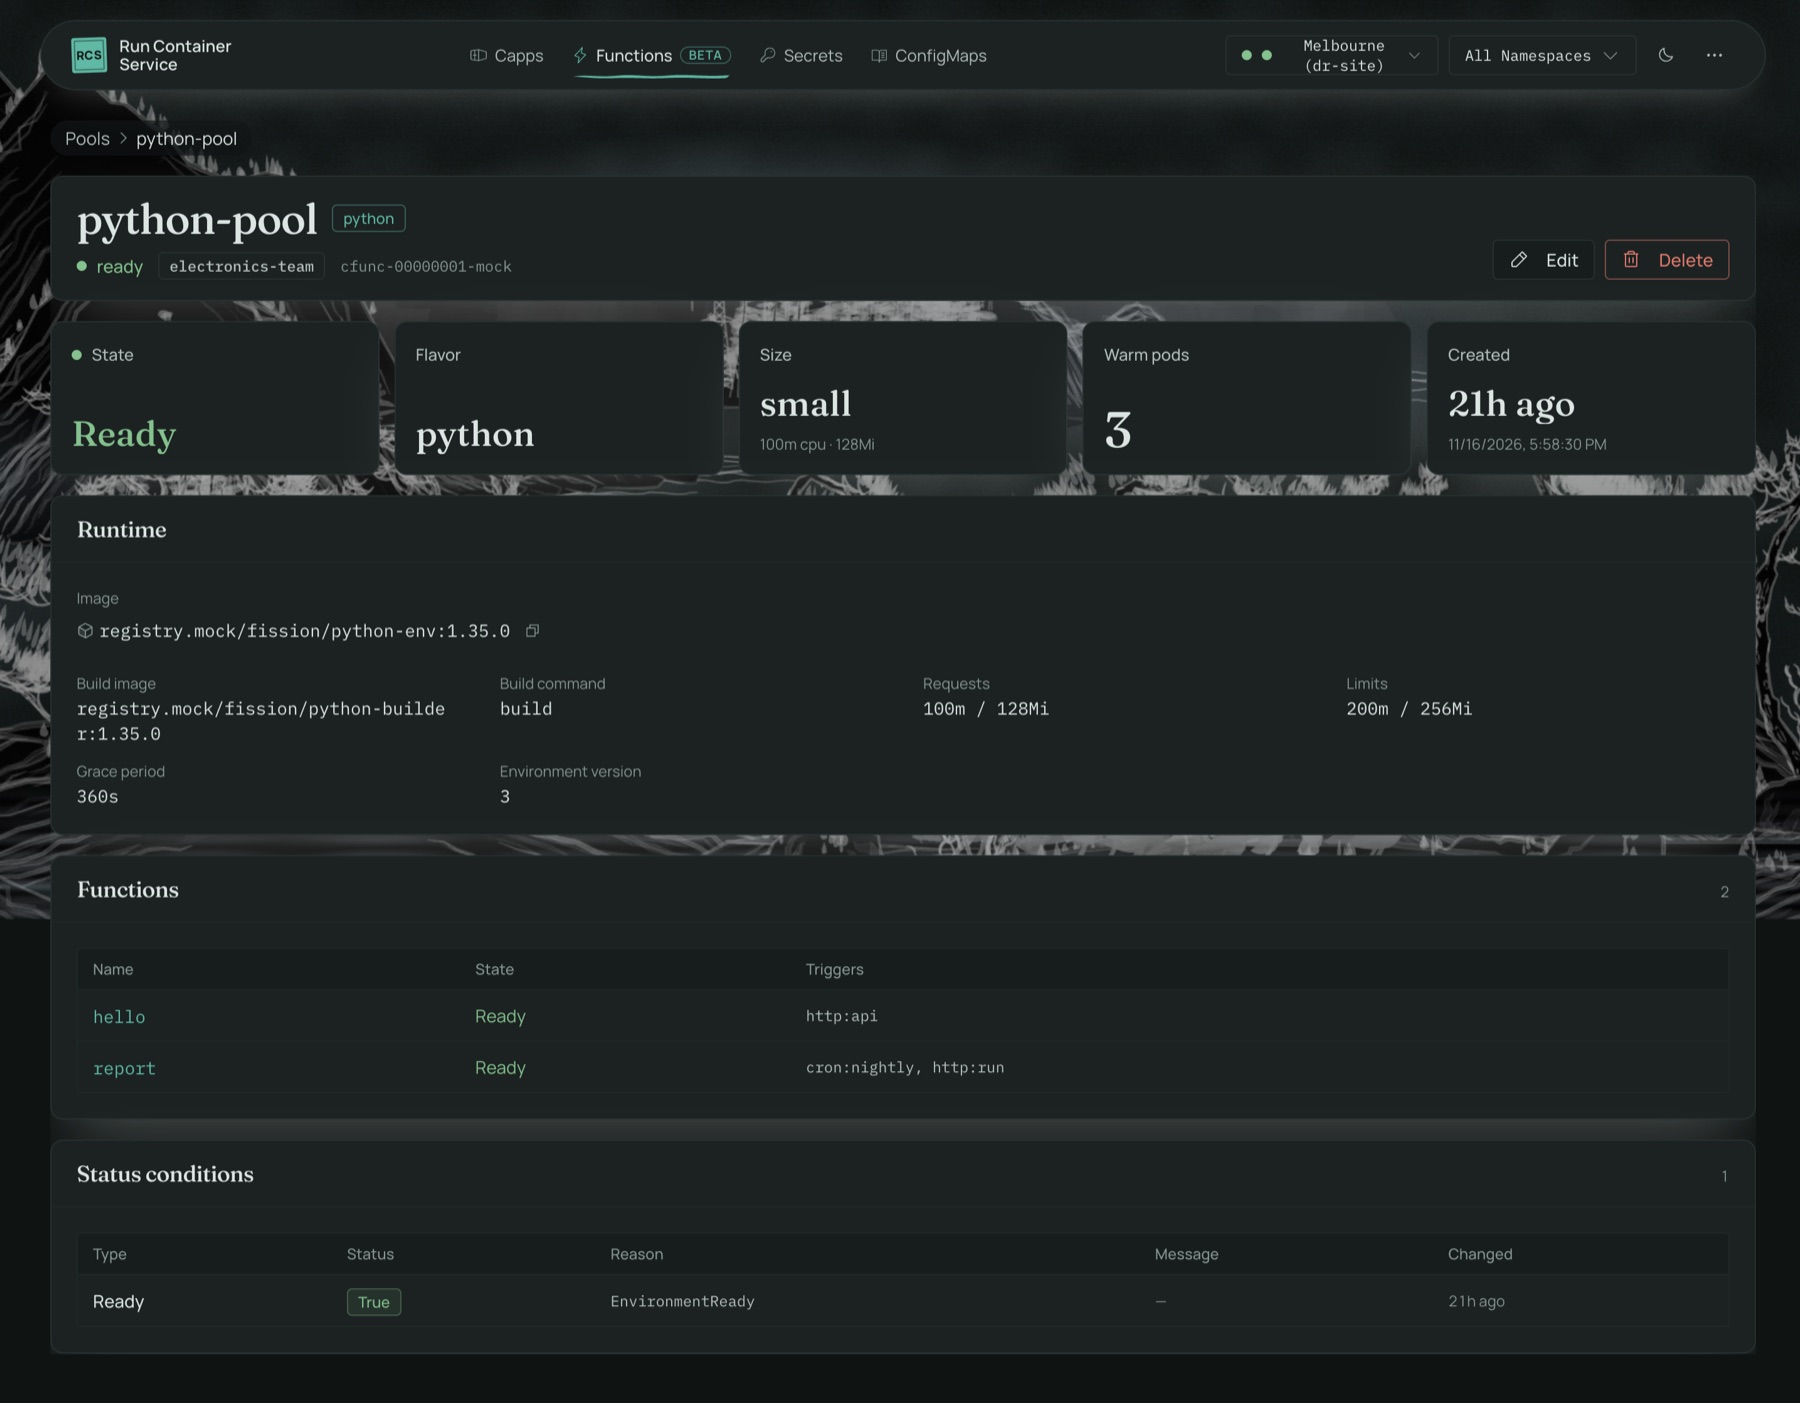 RCS
Run Container
Service
Capps
Functions BETA
Secrets
ConfigMaps
Melbourne
(dr-site)
All Namespaces
Pools > python-pool
python-pool python
ready electronics-team cfunc-00000001-mock
Edit
Delete
State
Ready
Flavor
python
Size
small
100m cpu · 128Mi
Warm pods
3
Created
21h ago
11/16/2026, 5:58:30 PM
Runtime
Image
registry.mock/fission/python-env:1.35.0
Build image
registry.mock/fission/python-builde
r:1.35.0
Build command
build
Requests
100m / 128Mi
Limits
200m / 256Mi
Grace period
360s
Environment version
3
Functions 2
Name State Triggers
hello Ready http:api
report Ready cron:nightly, http:run
Status conditions 1
Type Status Reason Message Changed
Ready True EnvironmentReady — 21h ago